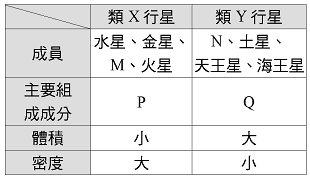 類X行星 類Y行星
成員 水星、金星、 N、土星、
M、火星 天王星、海王星
主要組 P Q
成成分
體積 小 大
密度 大 小